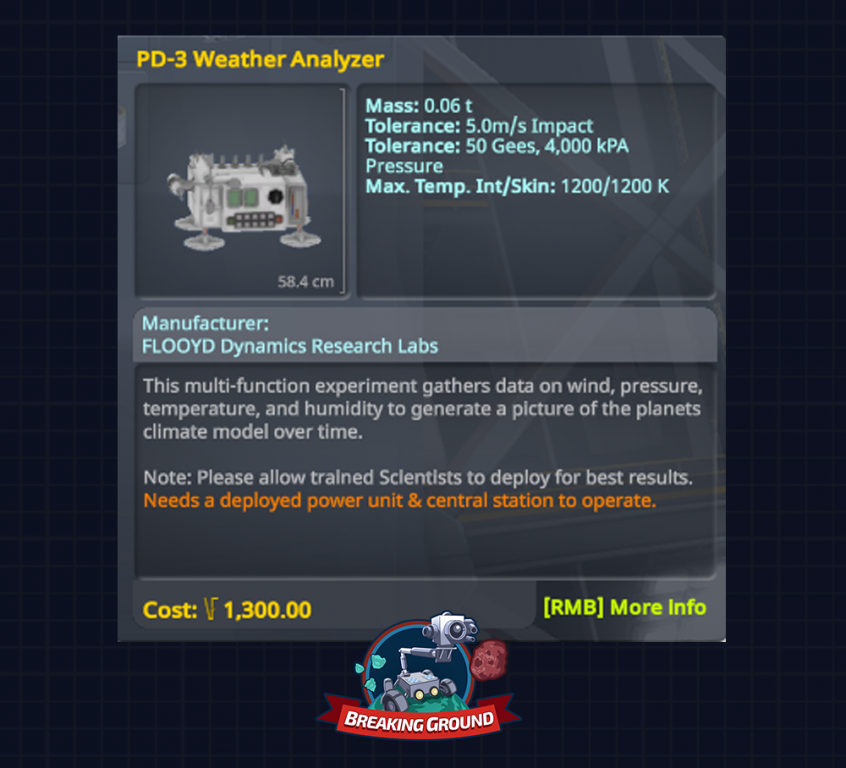 PD-3 Weather Analyzer
58.4 cm
Mass: 0.06 t
Tolerance: 5.0m/s Impact
Tolerance: 50 Gees, 4,000 kPA
Pressure
Max. Temp. Int/Skin: 1200/1200 K
Manufacturer:
FLOOYD Dynamics Research Labs
This multi-function experiment gathers data on wind, pressure,
temperature, and humidity to generate a picture of the planets
climate model over time.
Note: Please allow trained Scientists to deploy for best results.
Needs a deployed power unit & central station to operate.
Cost: 1,300.00
[RMB] More Info
BREAKING GROUND